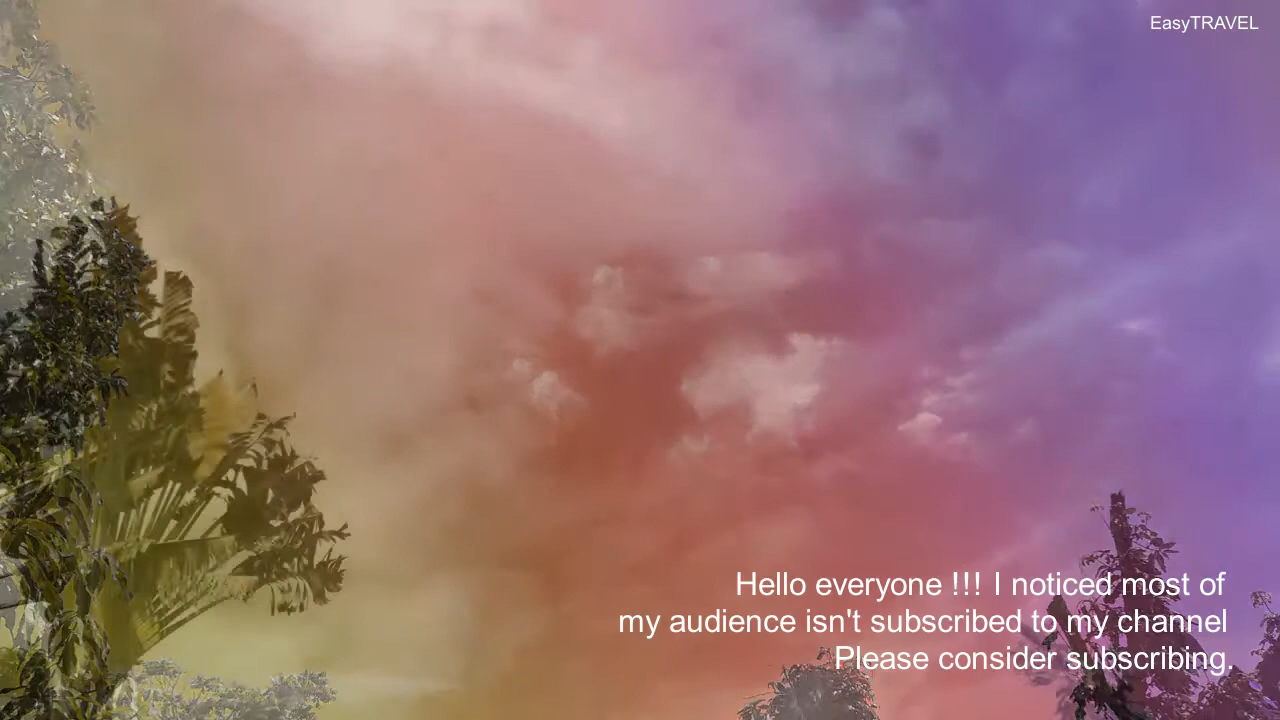 EasyTRAVEL
Hello everyone !!! I noticed most of
my audience isn't subscribed to my channel
Please consider subscribing.